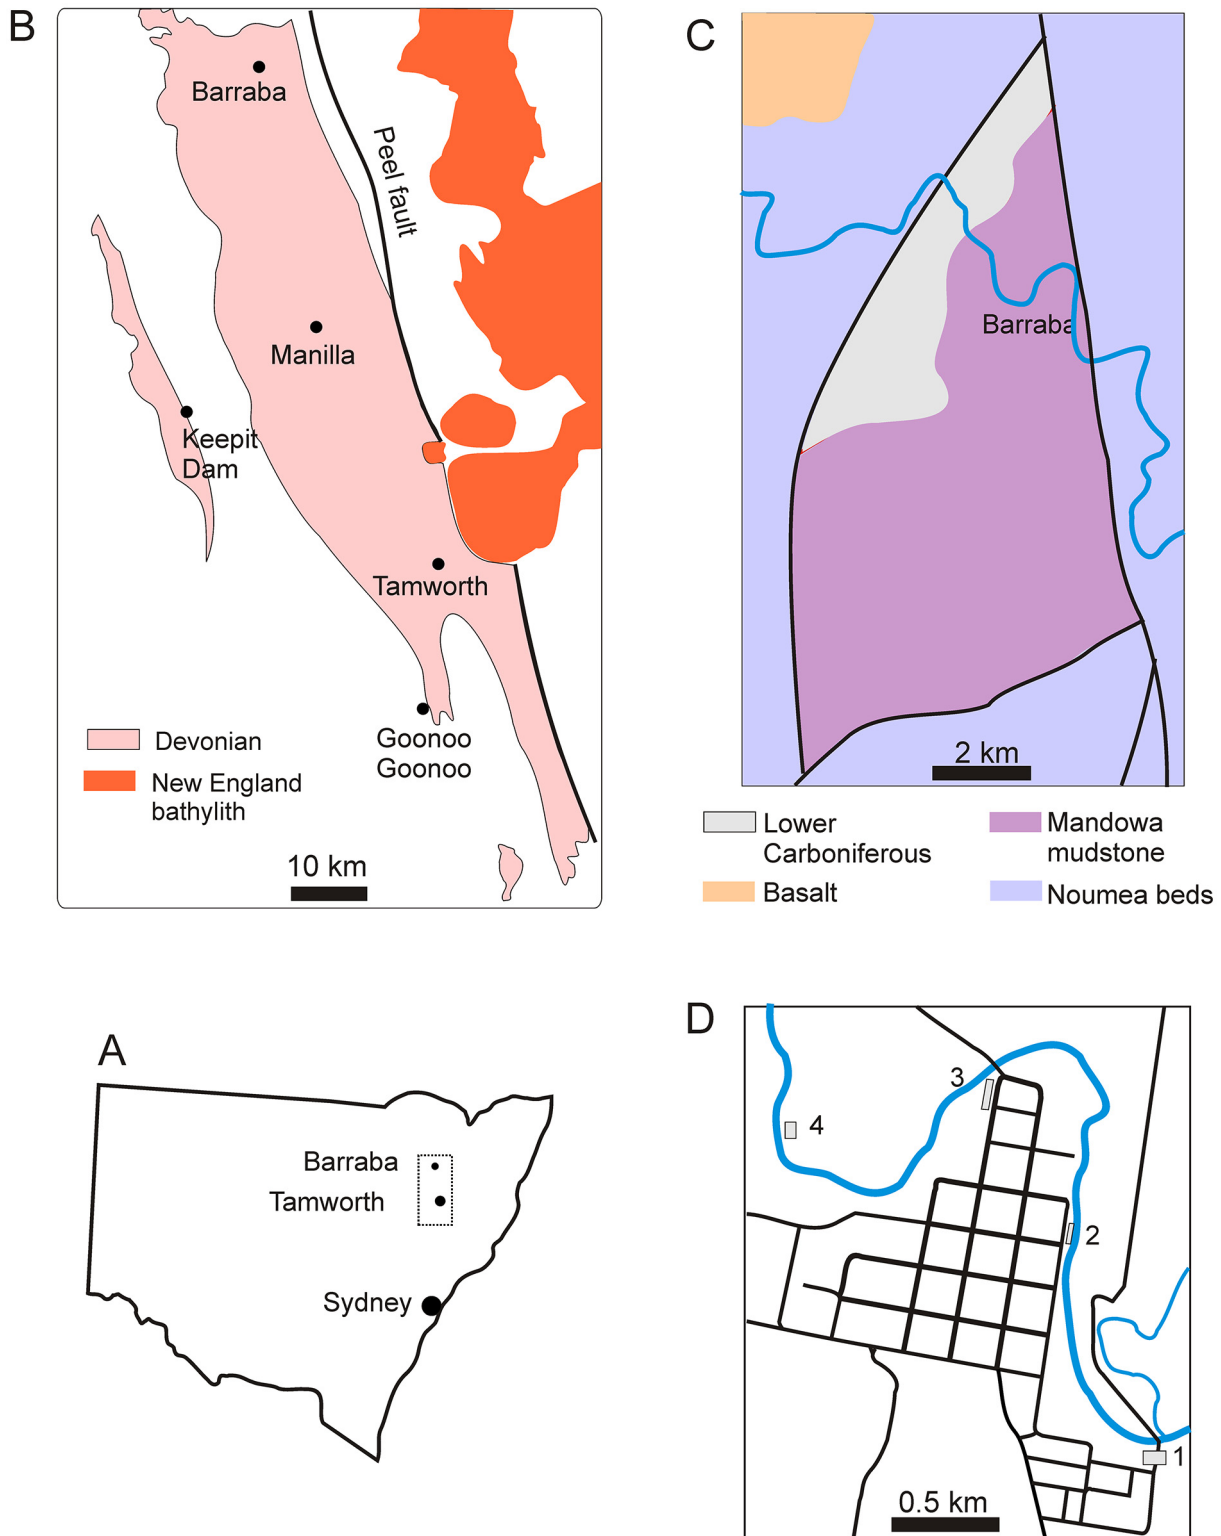 B
Barraba
Peel fault
Manilla
Keepit
Dam
Tamworth
Goonoo
Goonoo
Devonian
New England
bathylith
10 km
C
Barraba
2 km
Lower
Carboniferous
Mandowa
mudstone
Basalt
Noumea beds
A
Barraba
Tamworth
Sydney
D
3
4
2
1
0.5 km